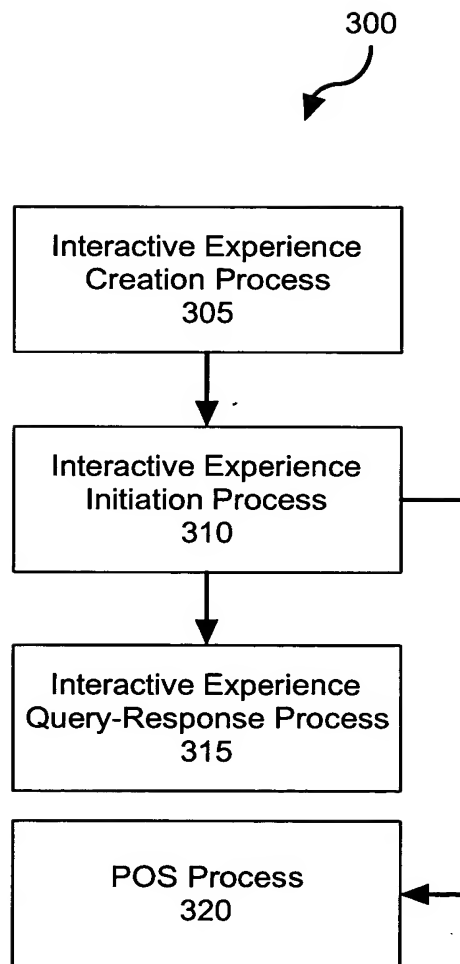 300
Interactive Experience
Creation Process
305
Interactive Experience
Initiation Process
310
Interactive Experience
Query-Response Process
315
POS Process
320